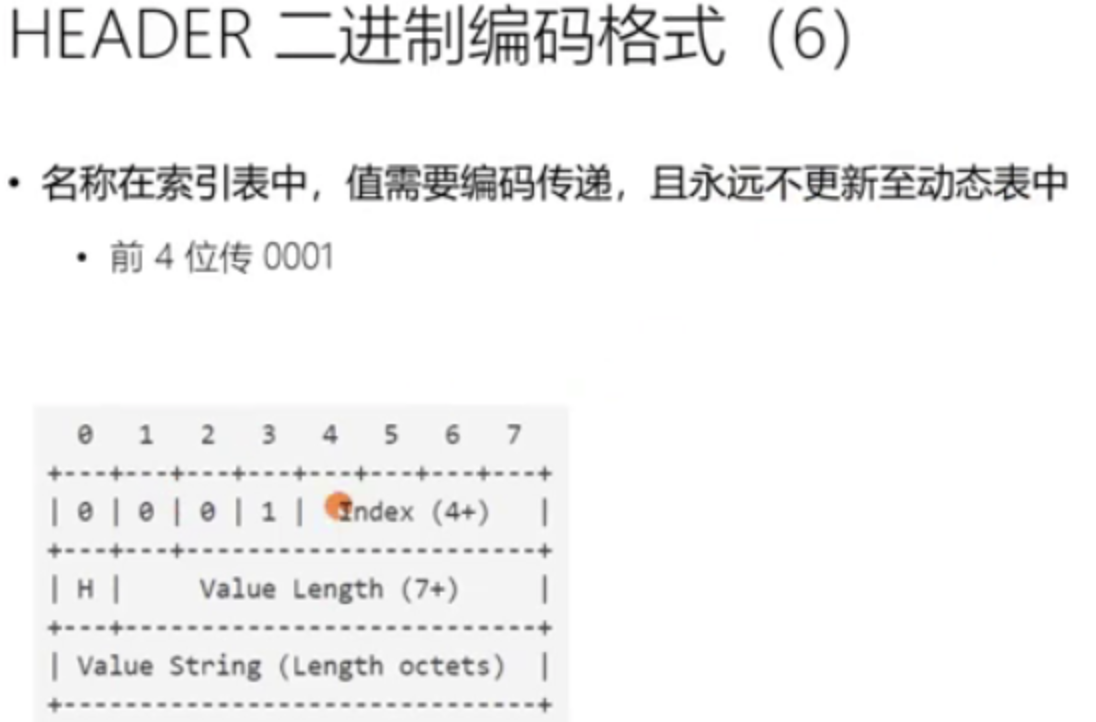 HEADER 二进制编码格式（6）
• 名称在索引表中，值需要编码传递，且永远不更新至动态表中
• 前 4 位传 0001
0 1 2 3 4 5 6 7
+---+---+---+---+---+---+---+---+
| 0 | 0 | 0 | 1 | Index (4+) |
+---+---+-----------------------+
| H | Value Length (7+) |
+---+---------------------------+
| Value String (Length octets) |
+-------------------------------+